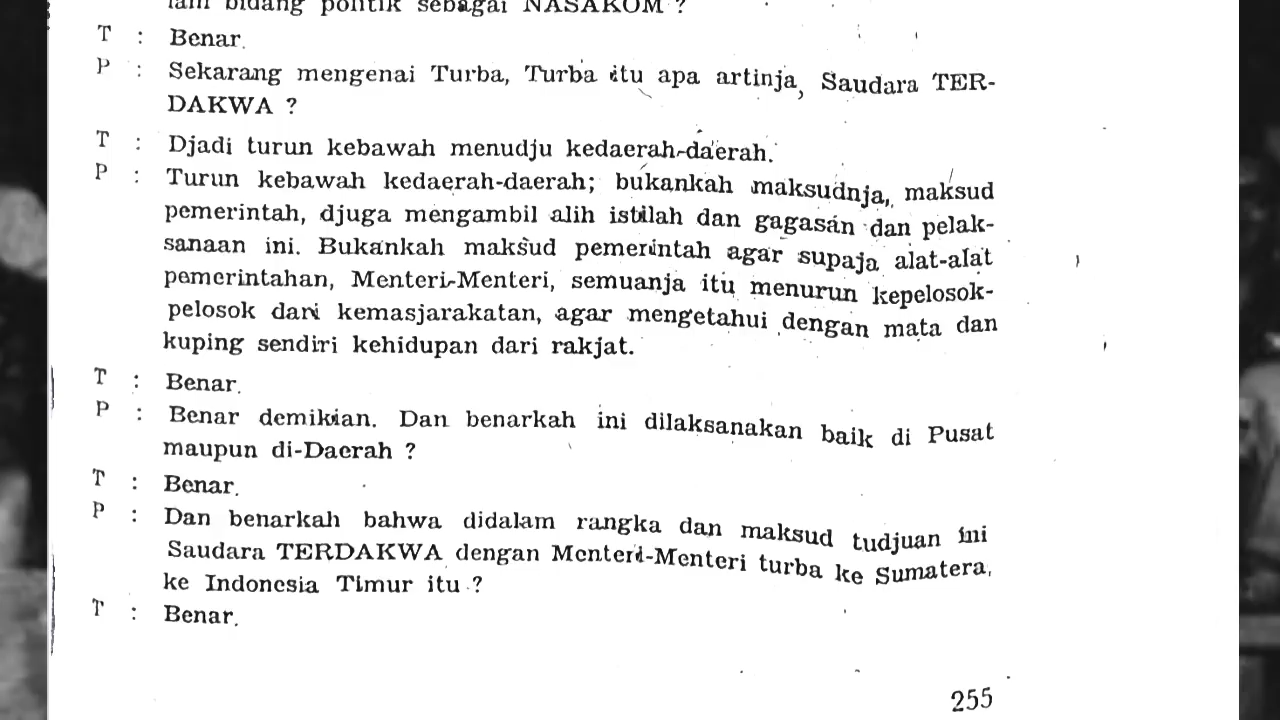 lam bidang politik sebagai NASAKOM ?
T : Benar.
P : Sekarang mengenai Turba, Turba itu apa artinja, Saudara TER-
DAKWA ?
T : Djadi turun kebawah menudju kedaerah-daerah.
P : Turun kebawah kedaerah-daerah; bukankah maksudnja, maksud
pemerintah, djuga mengambil alih istilah dan gagasan dan pelak-
sanaan ini. Bukankah maksud pemerintah agar supaja alat-alat
pemerintahan, Menteri-Menteri, semuanja itu menurun kepelosok-
pelosok dari kemasjarakatan, agar mengetahui dengan mata dan
kuping sendiri kehidupan dari rakjat.
T : Benar.
P : Benar demikian. Dan benarkah ini dilaksanakan baik di Pusat
maupun di-Daerah ?
T : Benar.
P : Dan benarkah bahwa didalam rangka dan maksud tudjuan ini
Saudara TERDAKWA dengan Menteri-Menteri turba ke Sumatera,
ke Indonesia Timur itu ?
T : Benar.
255